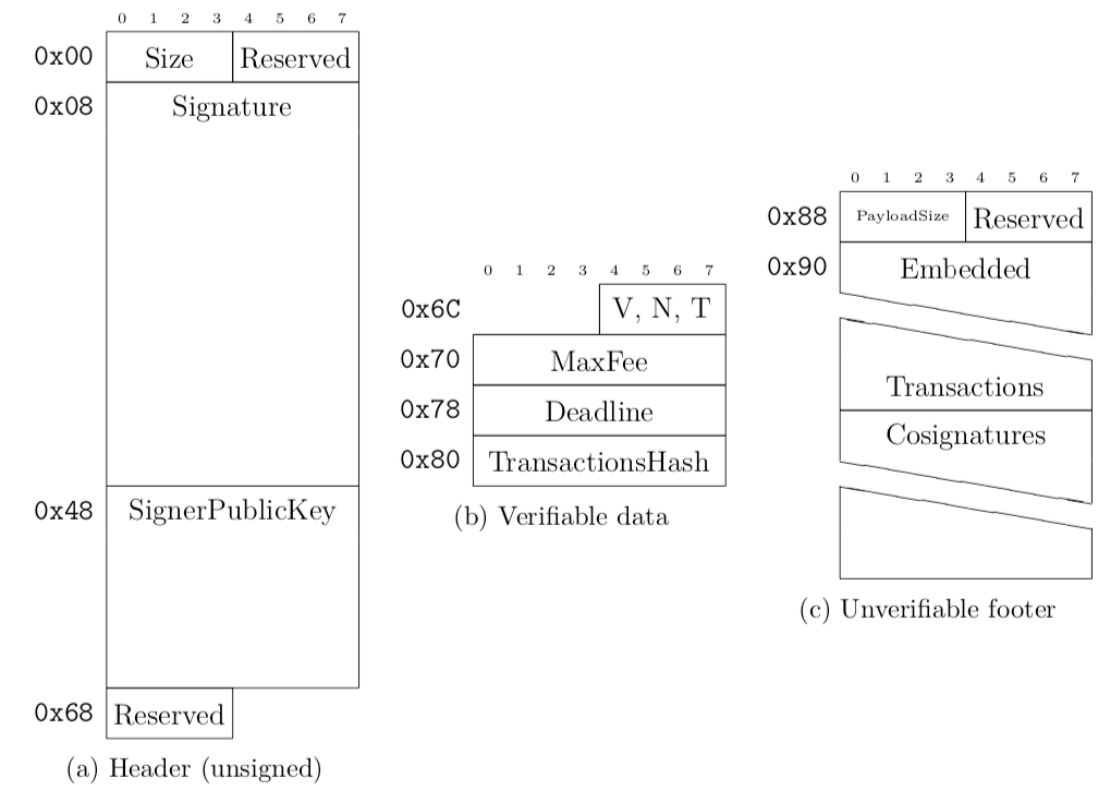 0 1 2 3 4 5 6 7
0x00 Size Reserved
0x08 Signature
0x48 SignerPublicKey
0x68 Reserved
(a) Header (unsigned)
0 1 2 3 4 5 6 7
0x6C V, N, T
0x70 MaxFee
0x78 Deadline
0x80 TransactionsHash
(b) Verifiable data
0 1 2 3 4 5 6 7
0x88 PayloadSize Reserved
0x90 Embedded
Transactions
Cosignatures
(c) Unverifiable footer